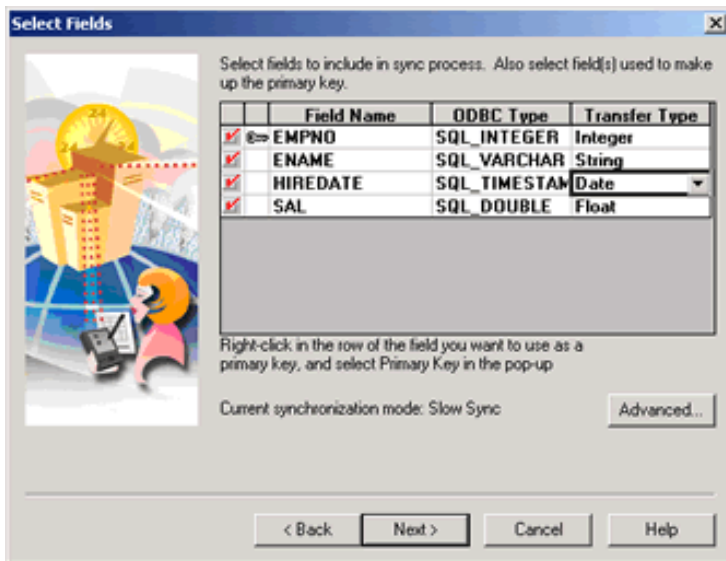 Select Fields
Select fields to include in sync process. Also select field(s) used to make
up the primary key.
Field Name ODBC Type Transfer Type
EMPNO SQL_INTEGER Integer
ENAME SQL_VARCHAR String
HIREDATE SQL_TIMESTAM Date
SAL SQL_DOUBLE Float
Right-click in the row of the field you want to use as a
primary key, and select Primary Key in the pop-up
Current synchronization mode: Slow Sync
Advanced...
< Back Next > Cancel Help
24
24
24